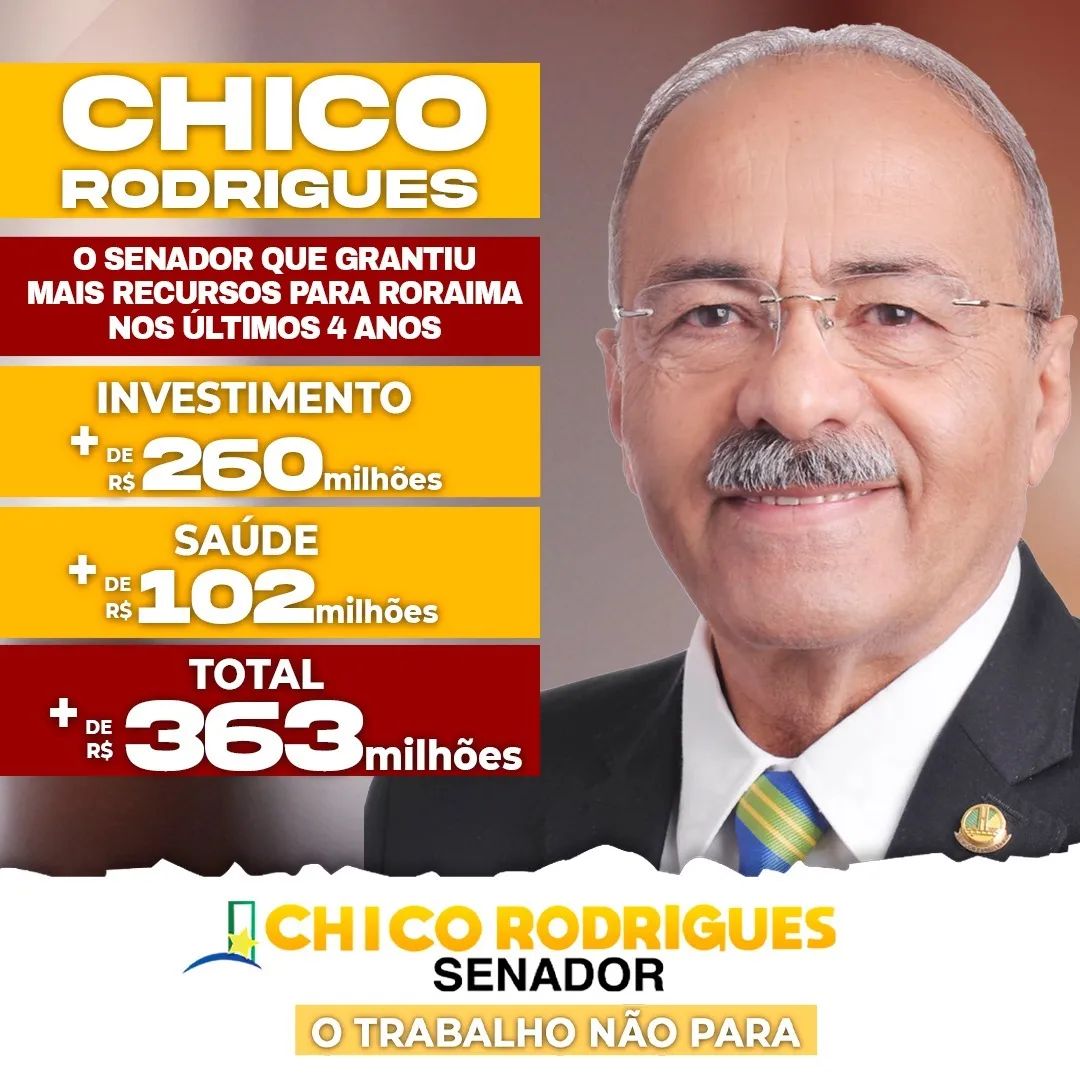 CHICO
RODRIGUES
O SENADOR QUE GRANTIU
MAIS RECURSOS PARA RORAIMA
NOS ÚLTIMOS 4 ANOS
INVESTIMENTO
+ DE R$ 260 milhões
SAÚDE
+ DE R$ 102 milhões
TOTAL
+ DE R$ 363 milhões
CHICO RODRIGUES
SENADOR
O TRABALHO NÃO PARA